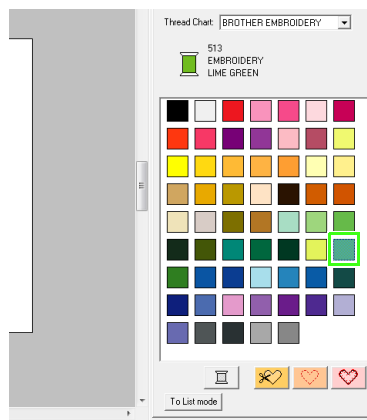 Thread Chart: BROTHER EMBROIDERY
513
EMBROIDERY
LIME GREEN
To List mode